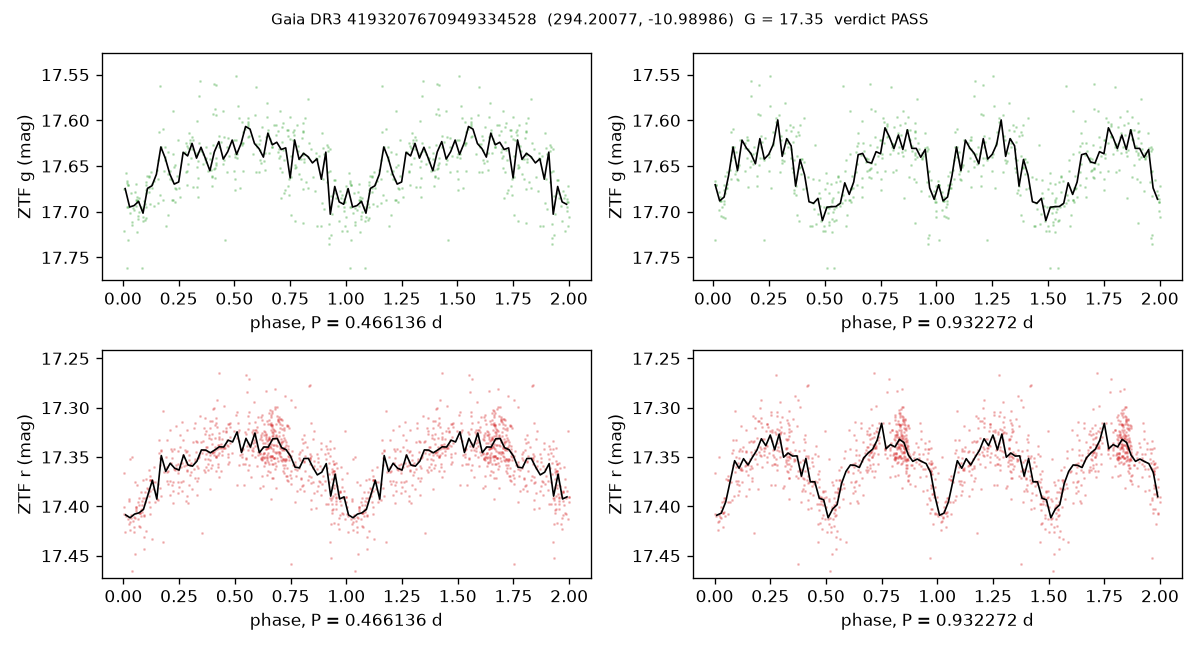 Gaia DR3 4193207670949334528 (294.20077, -10.98986) G = 17.35 verdict PASS
ZTF g (mag)
17.55
17.60
17.65
17.70
17.75
0.00 0.25 0.50 0.75 1.00 1.25 1.50 1.75 2.00
phase, P = 0.466136 d
ZTF g (mag)
17.55
17.60
17.65
17.70
17.75
0.00 0.25 0.50 0.75 1.00 1.25 1.50 1.75 2.00
phase, P = 0.932272 d
ZTF r (mag)
17.25
17.30
17.35
17.40
17.45
0.00 0.25 0.50 0.75 1.00 1.25 1.50 1.75 2.00
phase, P = 0.466136 d
ZTF r (mag)
17.25
17.30
17.35
17.40
17.45
0.00 0.25 0.50 0.75 1.00 1.25 1.50 1.75 2.00
phase, P = 0.932272 d